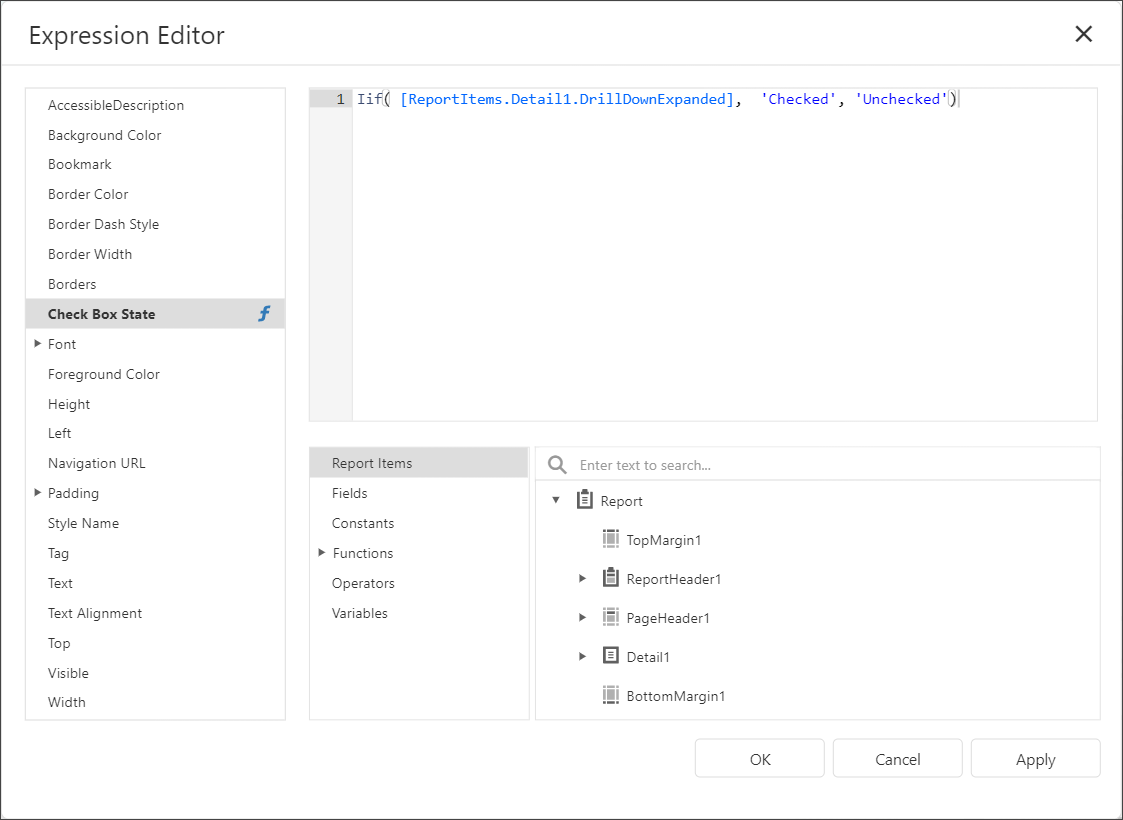 Expression Editor
AccessibleDescription
Background Color
Bookmark
Border Color
Border Dash Style
Border Width
Borders
Check Box State
Font
Foreground Color
Height
Left
Navigation URL
Padding
Style Name
Tag
Text
Text Alignment
Top
Visible
Width
1 Iif( [ReportItems.Detail1.DrillDownExpanded],  'Checked', 'Unchecked')
Report Items
Fields
Constants
Functions
Operators
Variables
Enter text to search...
Report
TopMargin1
ReportHeader1
PageHeader1
Detail1
BottomMargin1
OK
Cancel
Apply